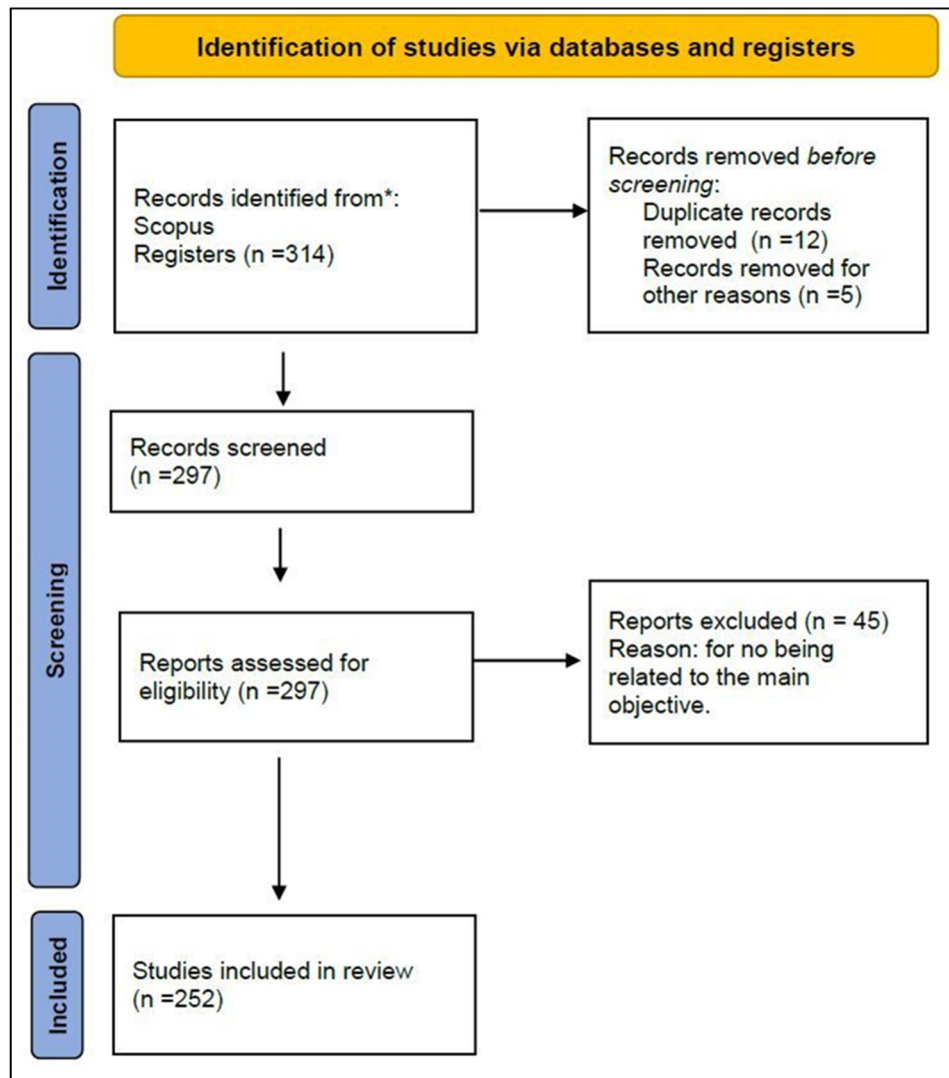 Identification of studies via databases and registers
Identification
Records identified from*:
Scopus
Registers (n =314)
Records removed before
screening:
Duplicate records
removed (n =12)
Records removed for
other reasons (n =5)
Screening
Records screened
(n =297)
Reports assessed for
eligibility (n =297)
Reports excluded (n = 45)
Reason: for no being
related to the main
objective.
Included
Studies included in review
(n =252)